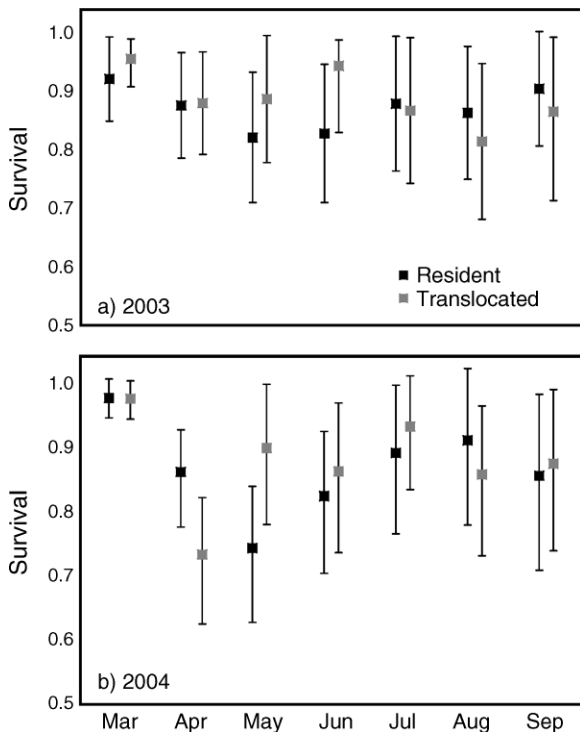 Survival
1.0
0.9
0.8
0.7
0.6
0.5
Resident
Translocated
a) 2003
Survival
1.0
0.9
0.8
0.7
0.6
0.5
b) 2004
Mar Apr May Jun Jul Aug Sep